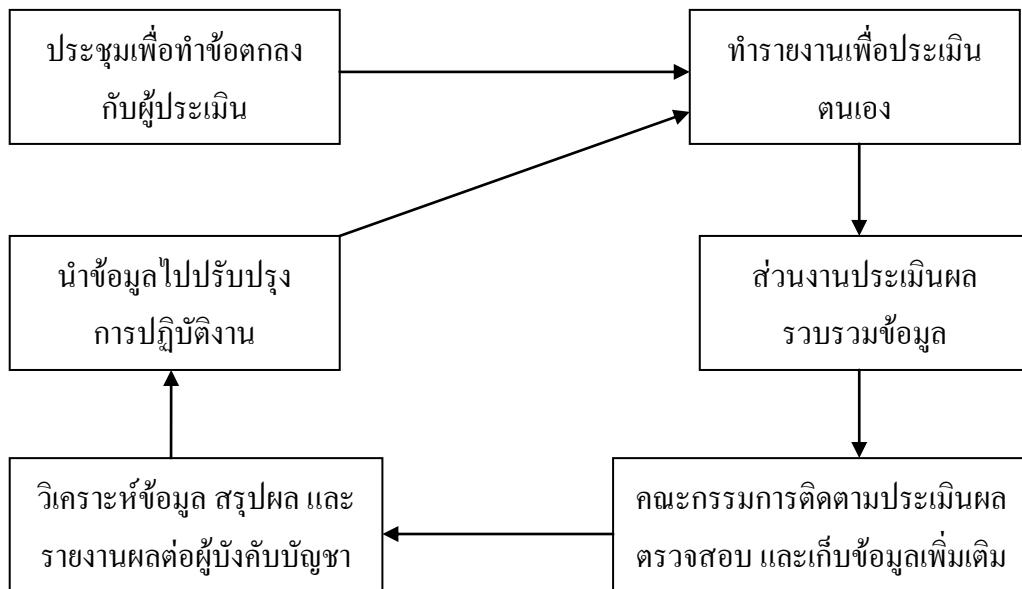 ประชุมเพื่อทำข้อตกลง
กับผู้ประเมิน
ทำรายงานเพื่อประเมิน
ตนเอง
นำข้อมูลไปปรับปรุง
การปฏิบัติงาน
ส่วนงานประเมินผล
รวบรวมข้อมูล
วิเคราะห์ข้อมูล สรุปผล และ
รายงานผลต่อผู้บังคับบัญชา
คณะกรรมการติดตามประเมินผล
ตรวจสอบ และเก็บข้อมูลเพิ่มเติม